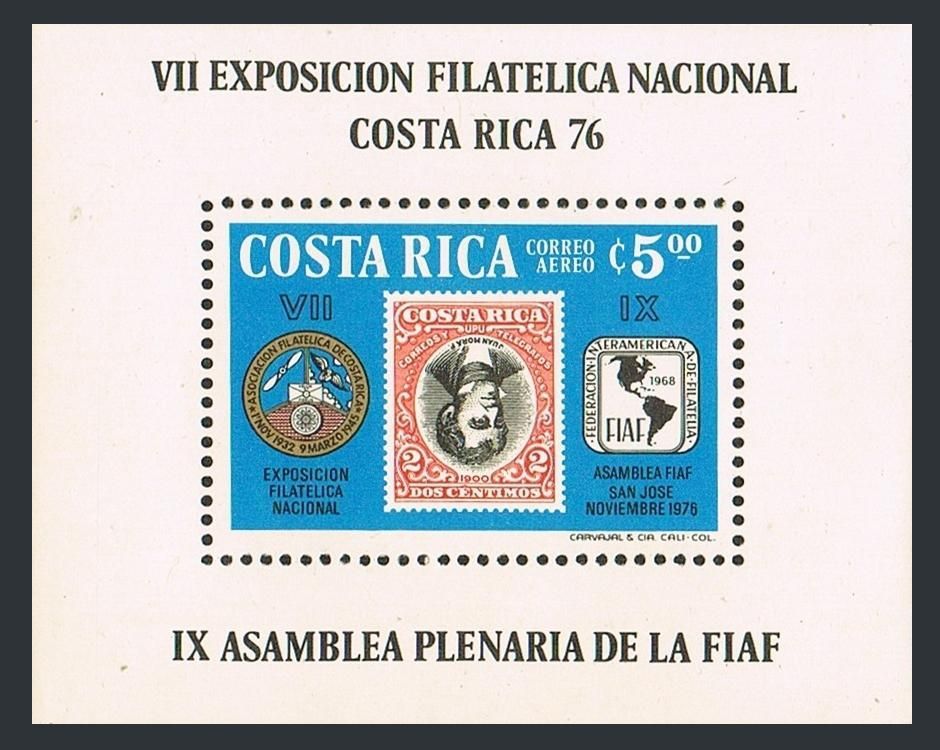 VII EXPOSICION FILATELICA NACIONAL
COSTA RICA 76
COSTA RICA CORREO AEREO ₡5.00
VII
ASOCIACION FILATELICA DE COSTA RICA
1º NOV 1932 9 MARZO 1945
EXPOSICION
FILATELICA
NACIONAL
COSTA RICA
UPU
CORREOS Y TELEGRAFOS
JUAN MORA F
2 2
1900
DOS CENTIMOS
IX
FEDERACION·INTERAMERICANA·DE·FILATELIA
1968
FIAF
ASAMBLEA FIAF
SAN JOSE
NOVIEMBRE 1976
CARVAJAL & CIA. CALI-COL.
IX ASAMBLEA PLENARIA DE LA FIAF